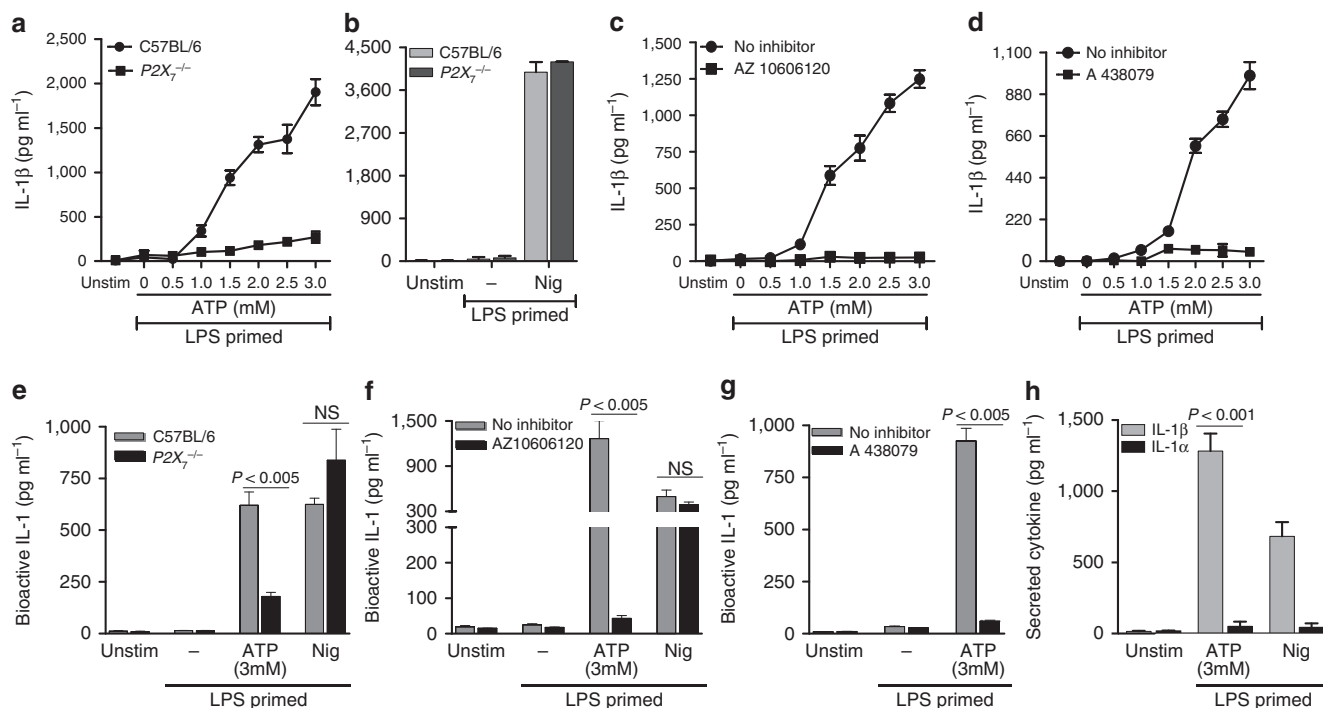 a
2,500
2,000
1,500
1,000
500
0
IL-1β (pg ml⁻¹)
C57BL/6
P2X₇⁻/⁻
Unstim 0 0.5 1.0 1.5 2.0 2.5 3.0
ATP (mM)
LPS primed
b
4,500
3,600
2,700
1,800
900
0
C57BL/6
P2X₇⁻/⁻
Unstim – Nig
LPS primed
c
1,500
1,250
1,000
750
500
250
0
IL-1β (pg ml⁻¹)
No inhibitor
AZ 10606120
Unstim 0 0.5 1.0 1.5 2.0 2.5 3.0
ATP (mM)
LPS primed
d
1,100
880
660
440
220
0
IL-1β (pg ml⁻¹)
No inhibitor
A 438079
Unstim 0 0.5 1.0 1.5 2.0 2.5 3.0
ATP (mM)
LPS primed
e
1,000
750
500
250
0
Bioactive IL-1 (pg ml⁻¹)
C57BL/6
P2X₇⁻/⁻
P < 0.005
NS
Unstim – ATP Nig
(3mM)
LPS primed
f
1,500
900
300
300
200
100
0
Bioactive IL-1 (pg ml⁻¹)
No inhibitor
AZ10606120
P < 0.005
NS
Unstim – ATP Nig
(3mM)
LPS primed
g
1,000
750
500
250
0
Bioactive IL-1 (pg ml⁻¹)
No inhibitor
A 438079
P < 0.005
Unstim – ATP
(3mM)
LPS primed
h
1,500
1,000
500
0
Secreted cytokine (pg ml⁻¹)
IL-1β
IL-1α
P < 0.001
Unstim ATP Nig
(3mM)
LPS primed